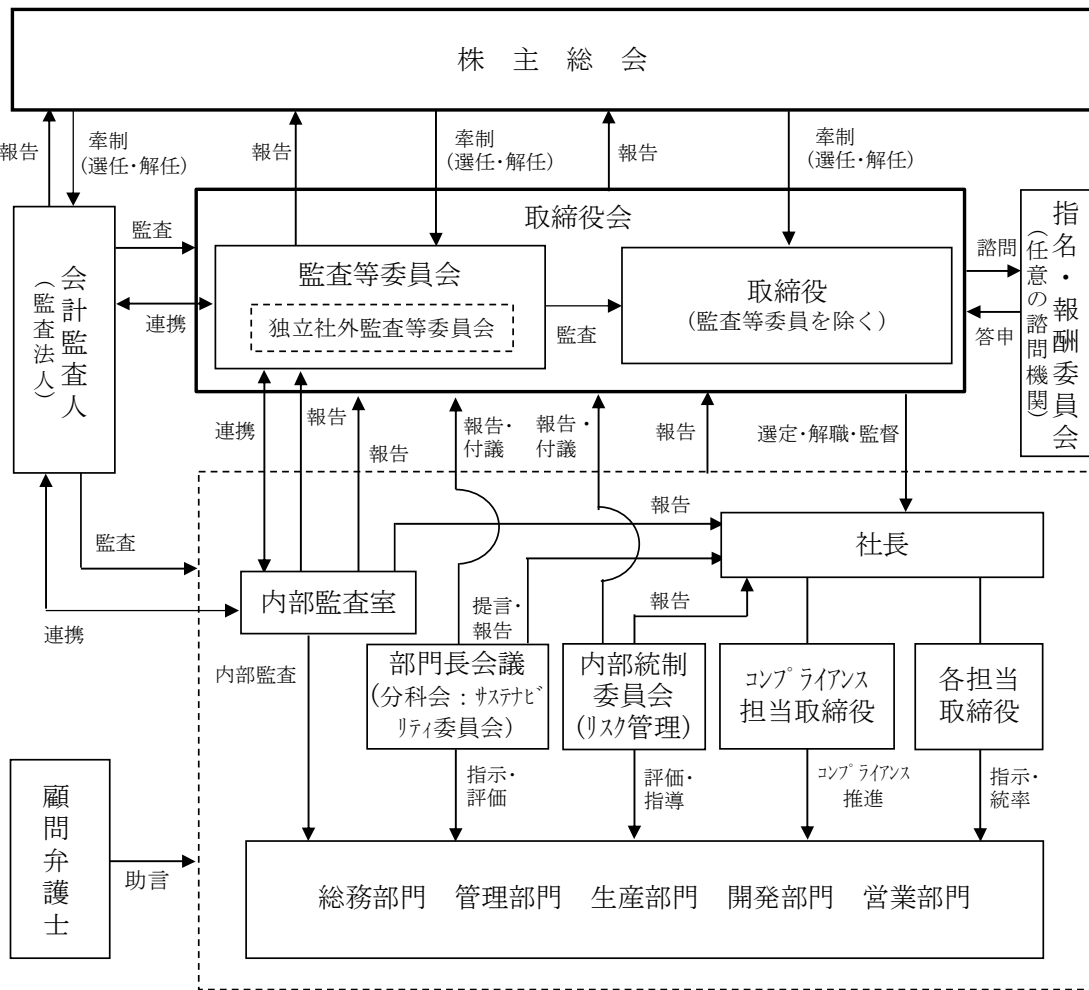 株 主 総 会
報告
牽制
(選任・解任)
報告
牽制
(選任・解任)
報告
牽制
(選任・解任)
会計監査人
(監査法人)
監査
連携
取締役会
監査等委員会
独立社外監査等委員会
監査
取締役
(監査等委員を除く)
諮問
答申
指名・報酬委員会
(任意の諮問機関)
連携
報告
報告
報告・
付議
報告・
付議
報告
選定・解職・監督
監査
連携
内部監査室
報告
社長
提言・
報告
報告
内部監査
部門長会議
(分科会：サステナビ
リティ委員会)
内部統制
委員会
(リスク管理)
コンプライアンス
担当取締役
各担当
取締役
指示・
評価
評価・
指導
コンプライアンス
推進
指示・
統率
顧問弁護士
助言
総務部門 管理部門 生産部門 開発部門 営業部門